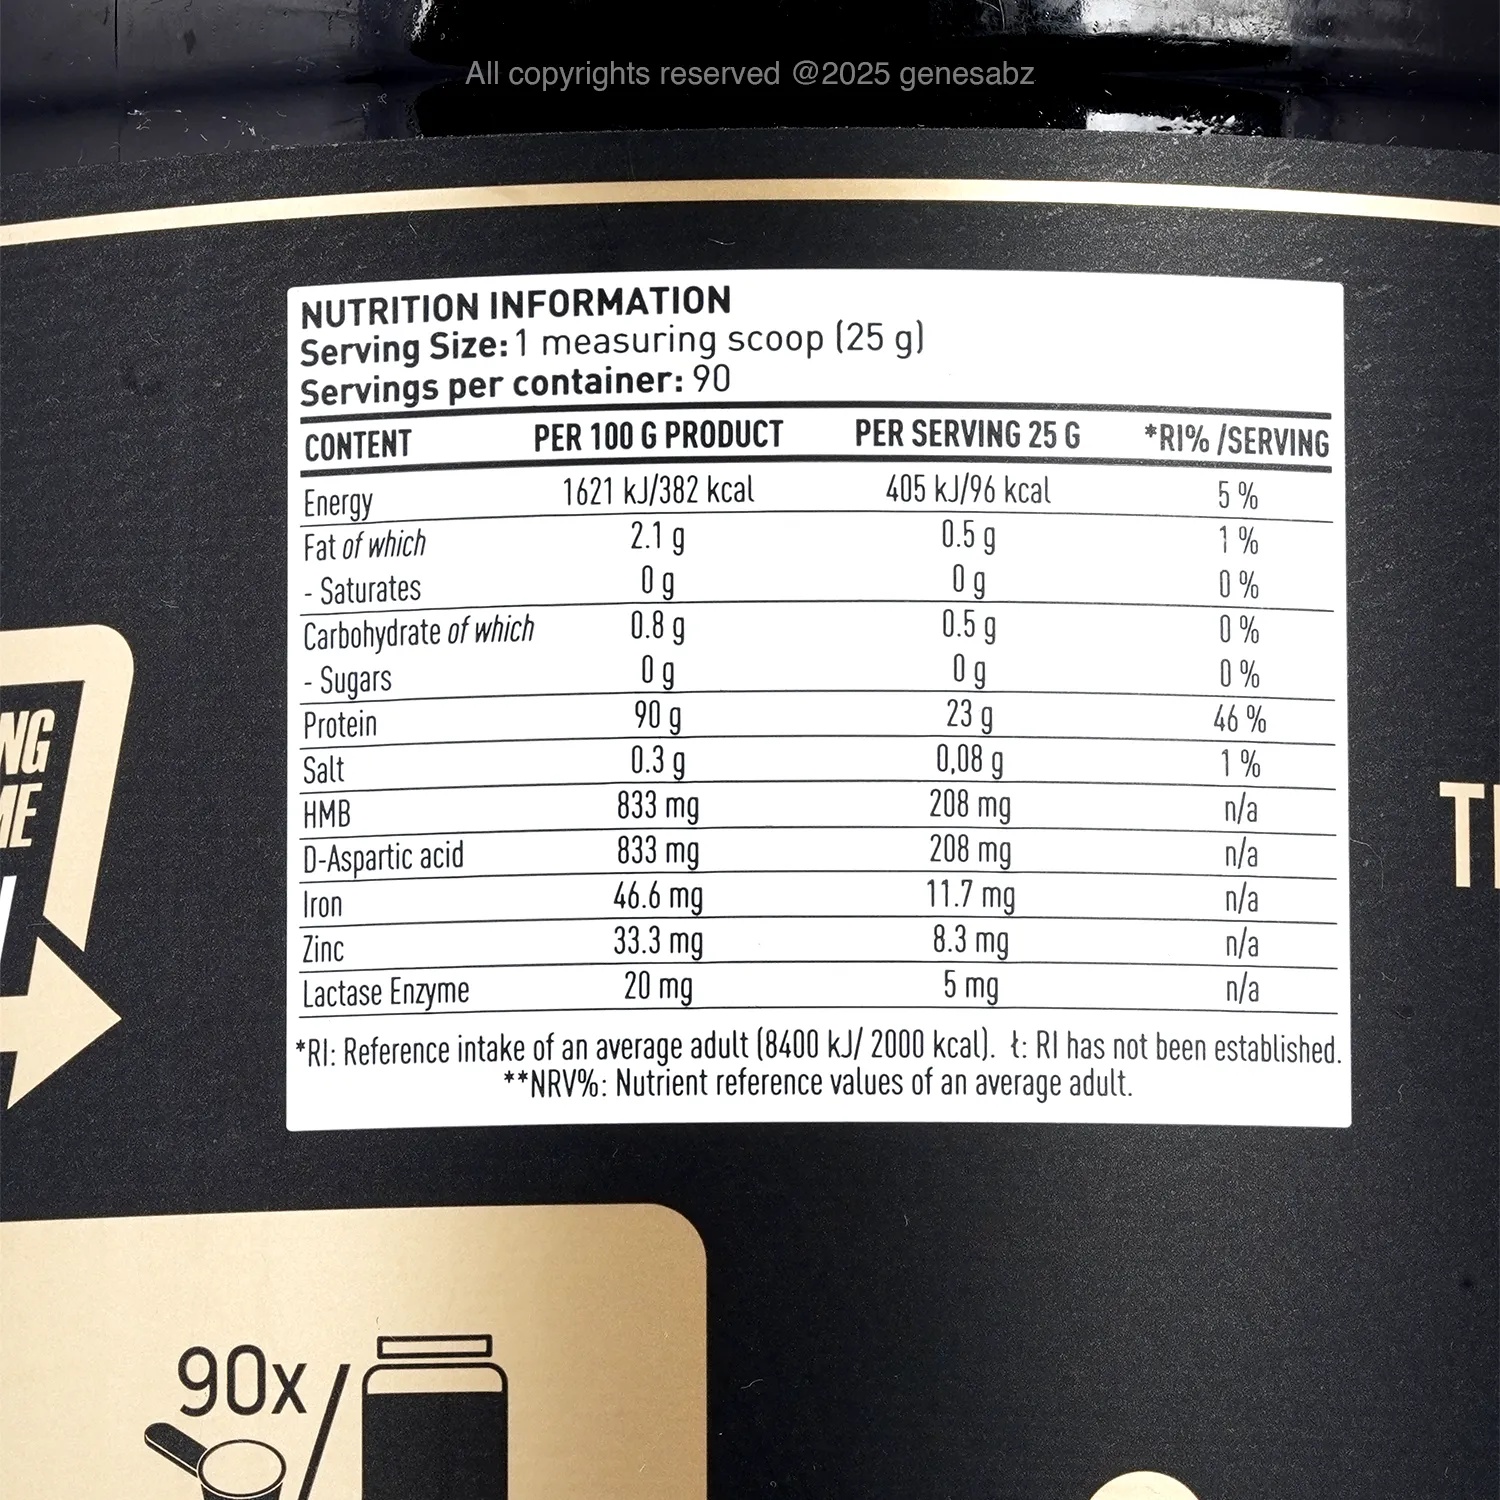 All copyrights reserved @2025 genesabz
NUTRITION INFORMATION
Serving Size: 1 measuring scoop (25 g)
Servings per container: 90
CONTENT PER 100 G PRODUCT PER SERVING 25 G *RI% /SERVING
Energy 1621 kJ/382 kcal 405 kJ/96 kcal 5 %
Fat of which 2.1 g 0.5 g 1 %
- Saturates 0 g 0 g 0 %
Carbohydrate of which 0.8 g 0.5 g 0 %
- Sugars 0 g 0 g 0 %
Protein 90 g 23 g 46 %
Salt 0.3 g 0,08 g 1 %
HMB 833 mg 208 mg n/a
D-Aspartic acid 833 mg 208 mg n/a
Iron 46.6 mg 11.7 mg n/a
Zinc 33.3 mg 8.3 mg n/a
Lactase Enzyme 20 mg 5 mg n/a
*RI: Reference intake of an average adult (8400 kJ/ 2000 kcal). ł: RI has not been established.
**NRV%: Nutrient reference values of an average adult.
90x/